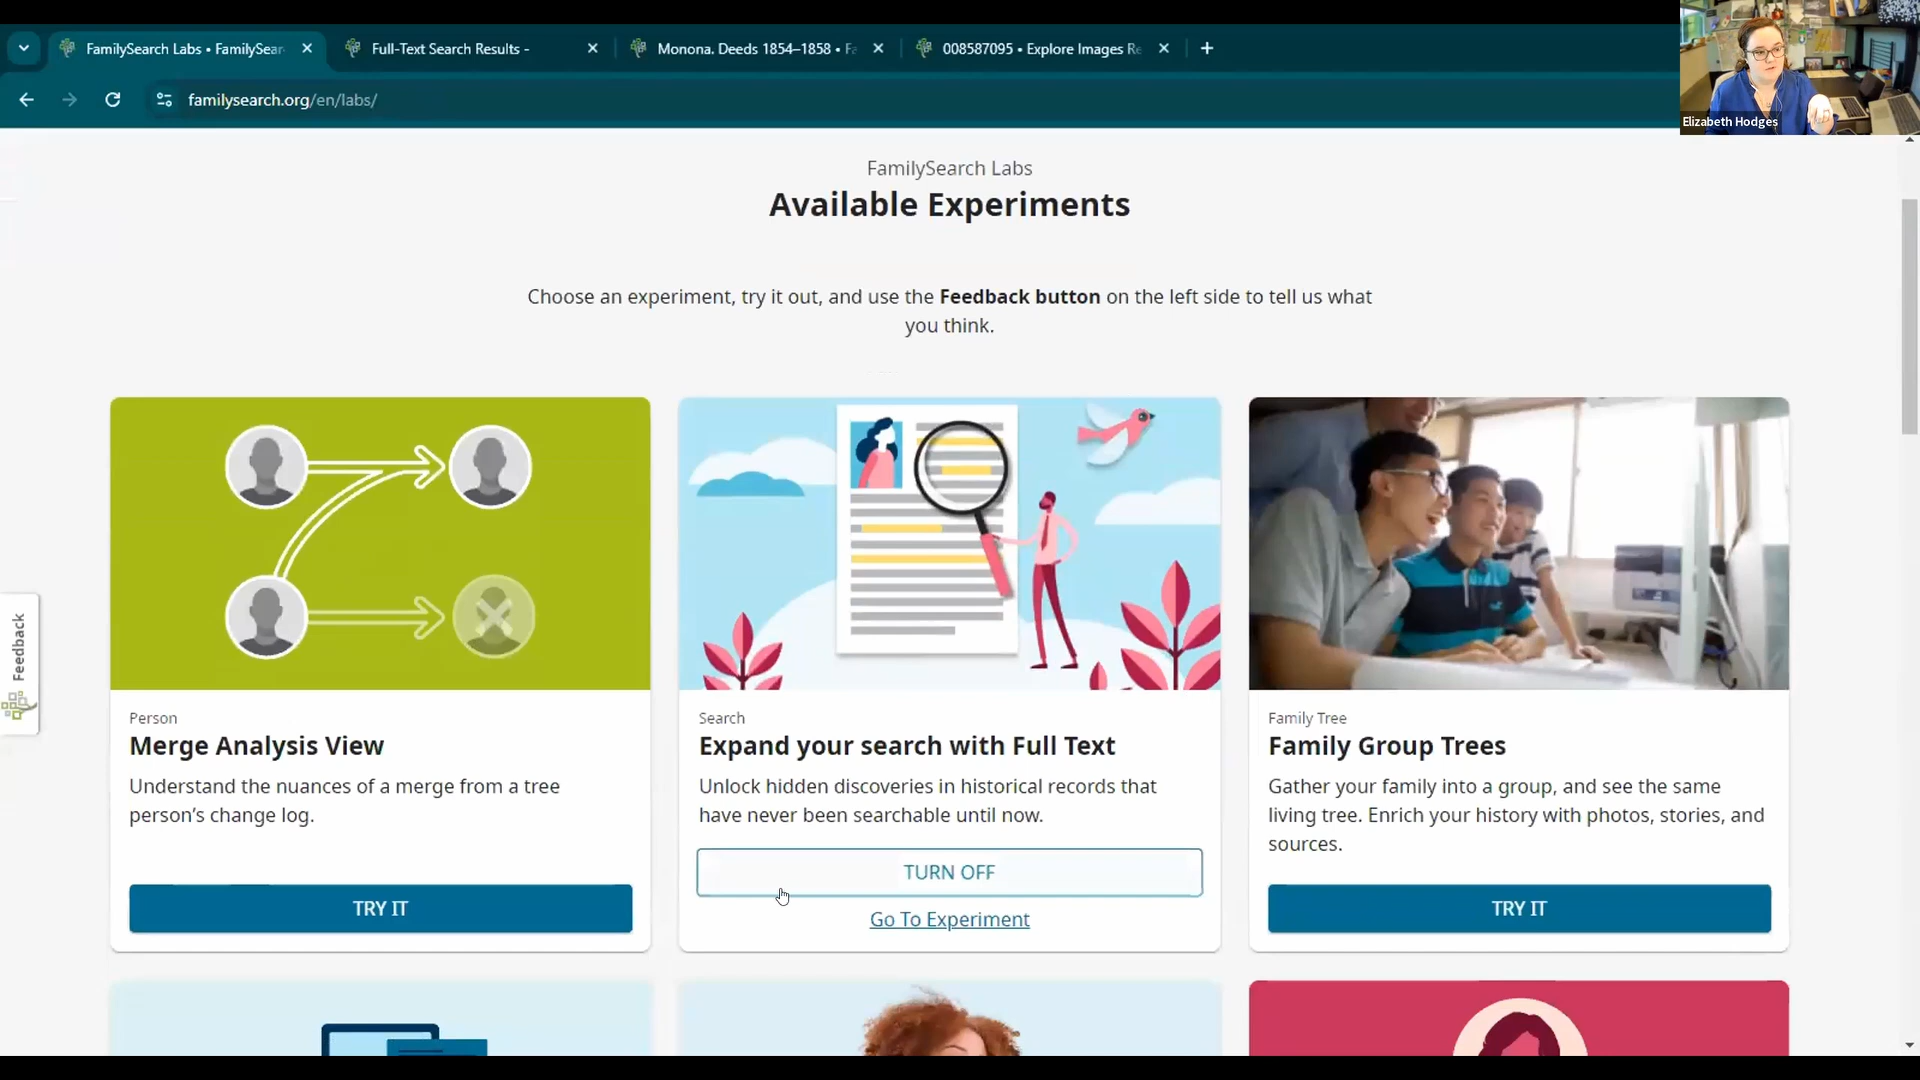 FamilySearch Labs • FamilySear
Full-Text Search Results -
Monona. Deeds 1854–1858 • Fa
008587095 • Explore Images Re
familysearch.org/en/labs/
Elizabeth Hodges
FamilySearch Labs
Available Experiments
Choose an experiment, try it out, and use the Feedback button on the left side to tell us what
you think.
Feedback
Person
Merge Analysis View
Understand the nuances of a merge from a tree
person’s change log.
TRY IT
Search
Expand your search with Full Text
Unlock hidden discoveries in historical records that
have never been searchable until now.
TURN OFF
Go To Experiment
Family Tree
Family Group Trees
Gather your family into a group, and see the same
living tree. Enrich your history with photos, stories, and
sources.
TRY IT